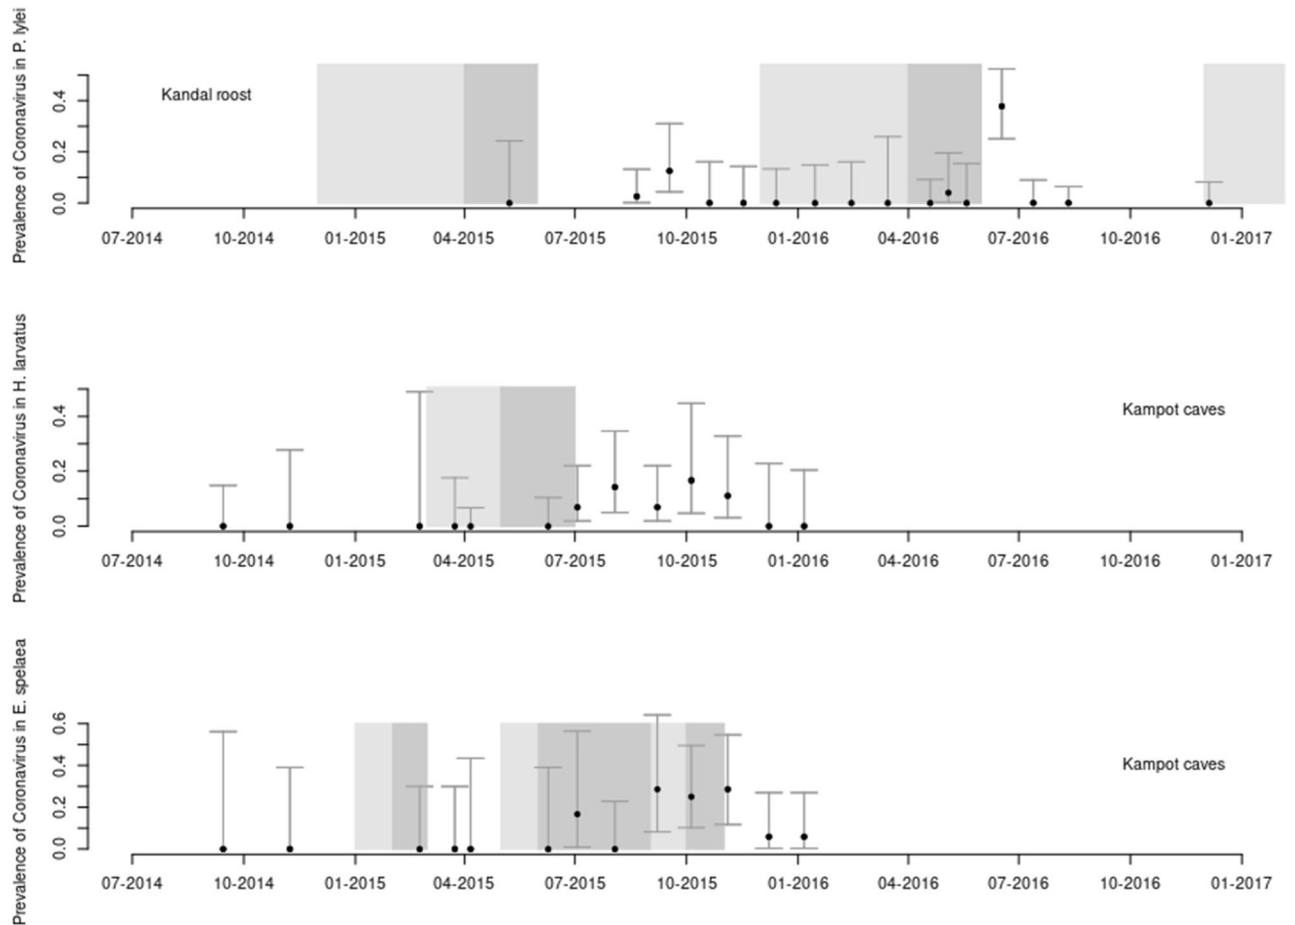 Prevalence of Coronavirus in P. lylei
Kandal roost
0.4
0.2
0.0
07-2014 10-2014 01-2015 04-2015 07-2015 10-2015 01-2016 04-2016 07-2016 10-2016 01-2017
Prevalence of Coronavirus in H. larvatus
Kampot caves
0.4
0.2
0.0
07-2014 10-2014 01-2015 04-2015 07-2015 10-2015 01-2016 04-2016 07-2016 10-2016 01-2017
Prevalence of Coronavirus in E. spelaea
0.6
0.4
Kampot caves
0.2
0.0
07-2014 10-2014 01-2015 04-2015 07-2015 10-2015 01-2016 04-2016 07-2016 10-2016 01-2017